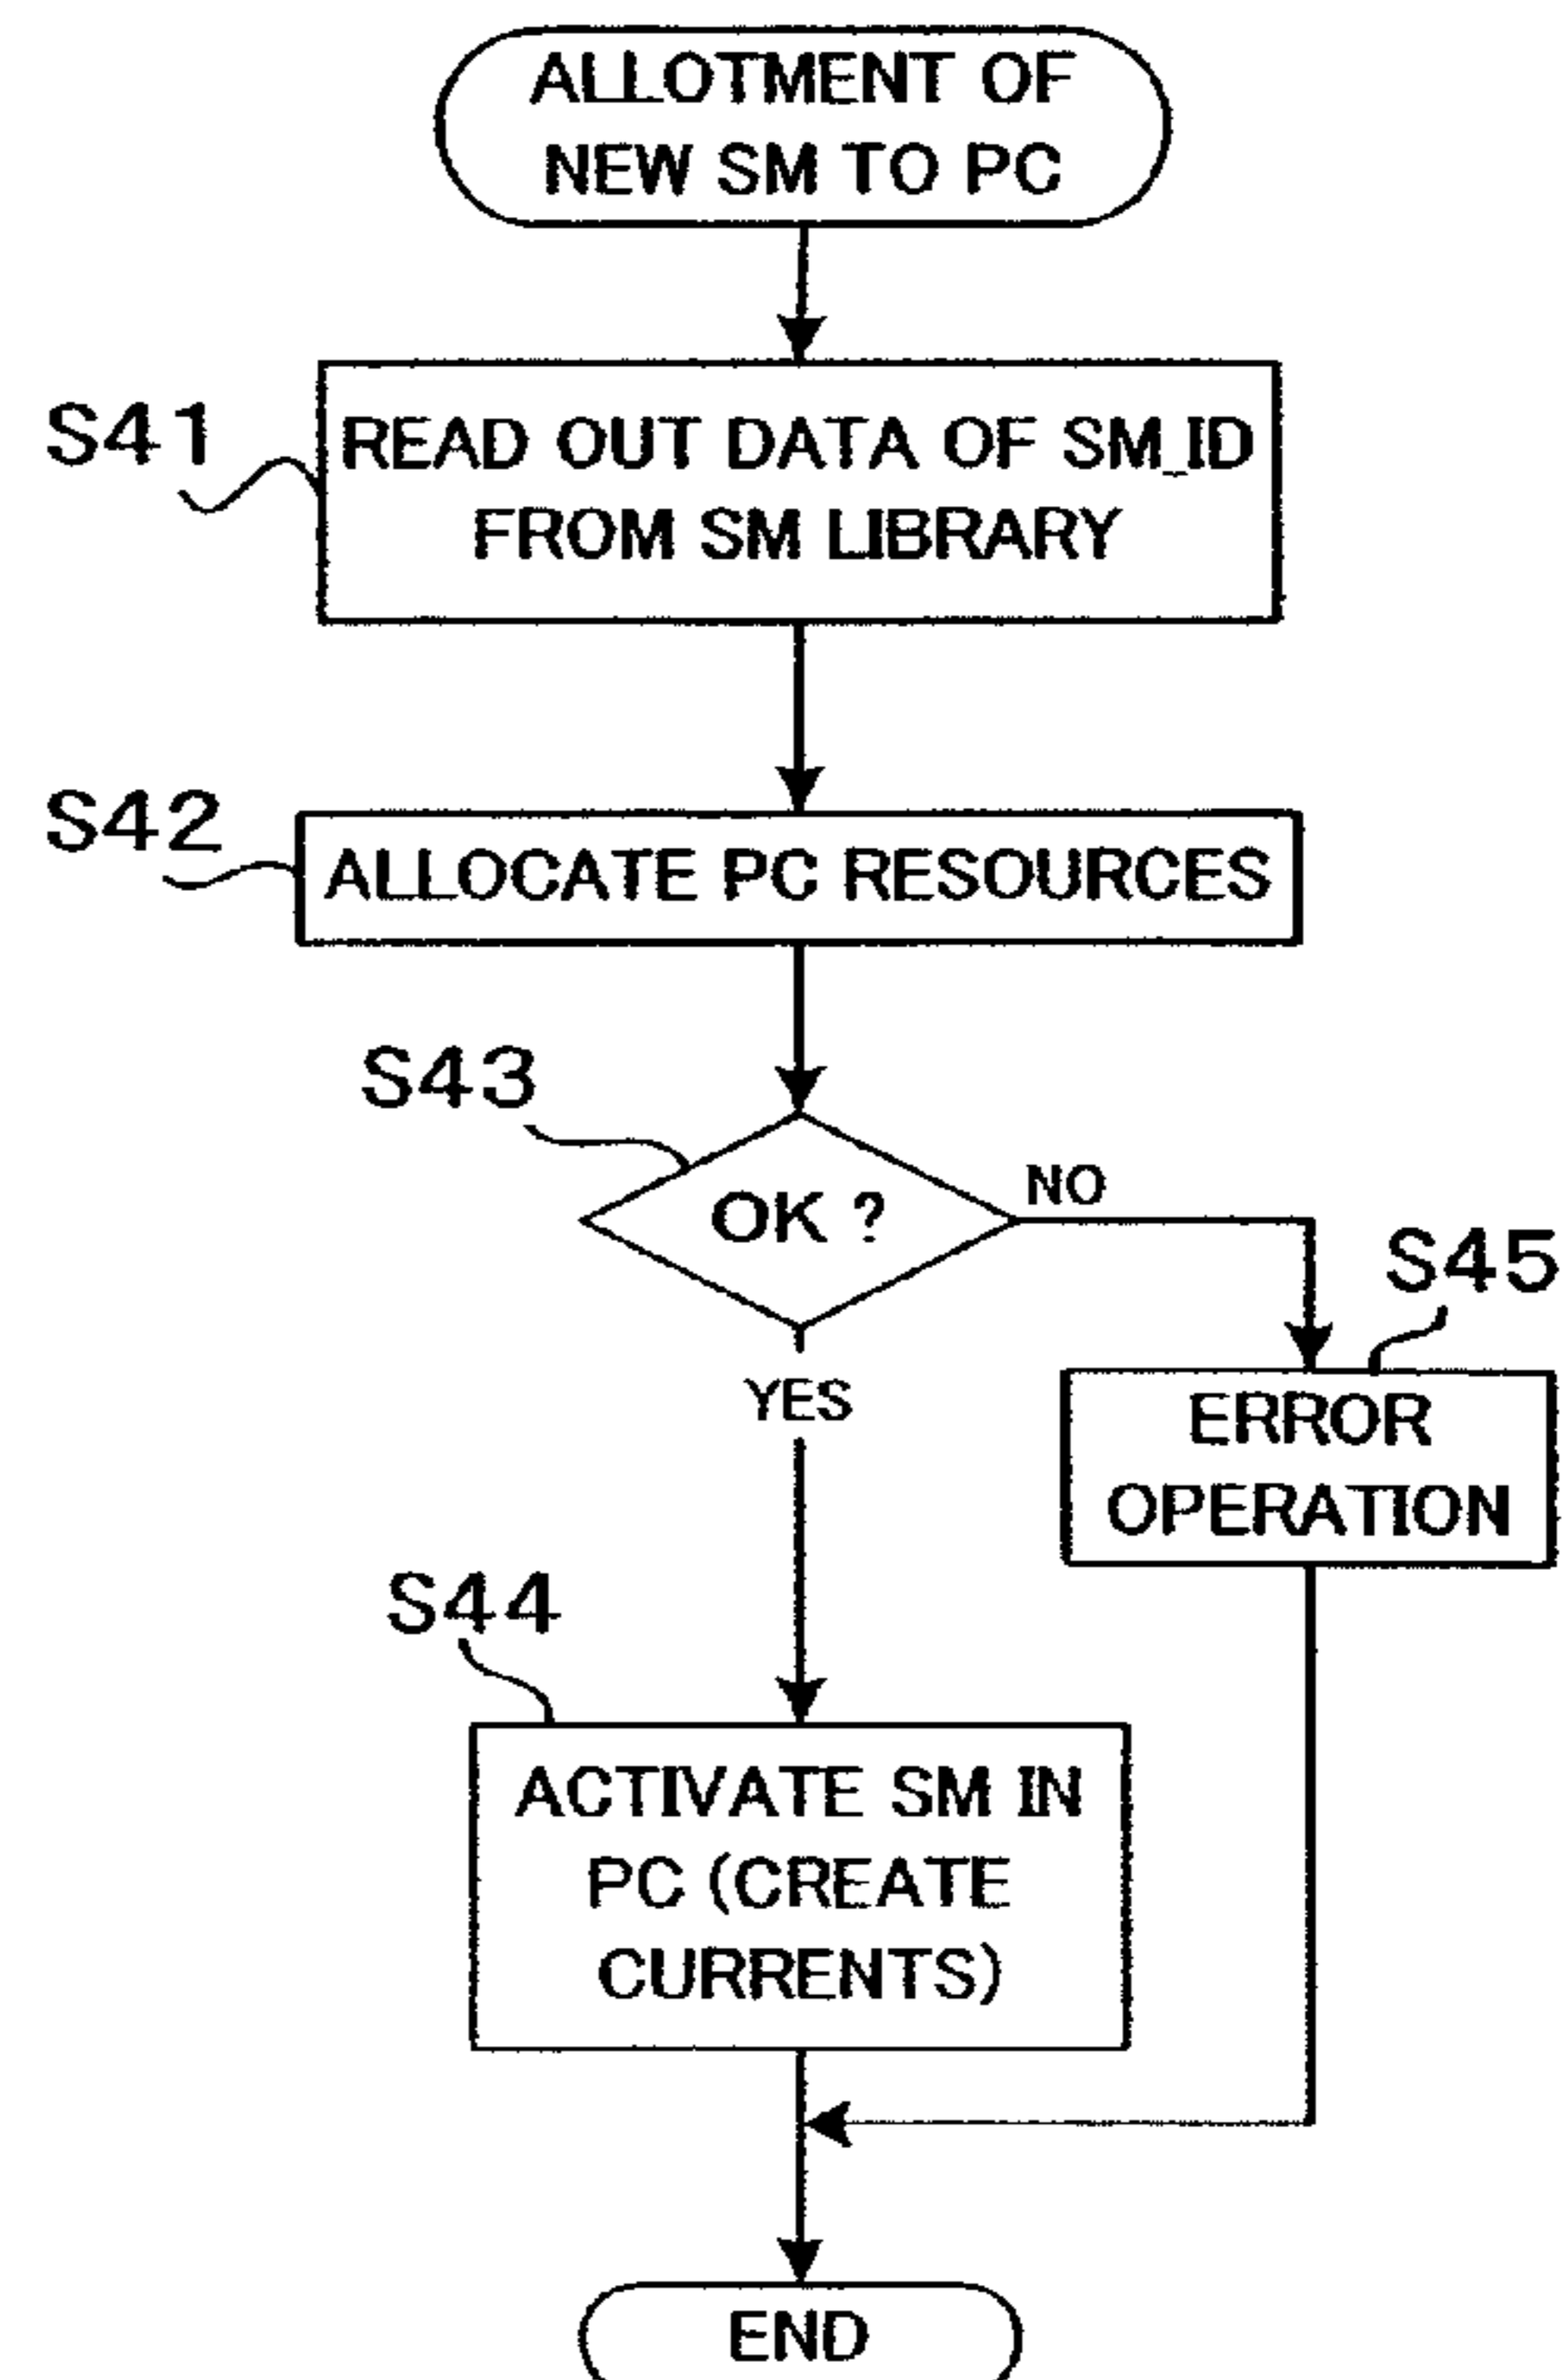 ALLOTMENT OF
NEW SM TO PC
S41
READ OUT DATA OF SM_ID
FROM SM LIBRARY
S42
ALLOCATE PC RESOURCES
S43
OK ?
NO
YES
S45
ERROR
OPERATION
S44
ACTIVATE SM IN
PC (CREATE
CURRENTS)
END